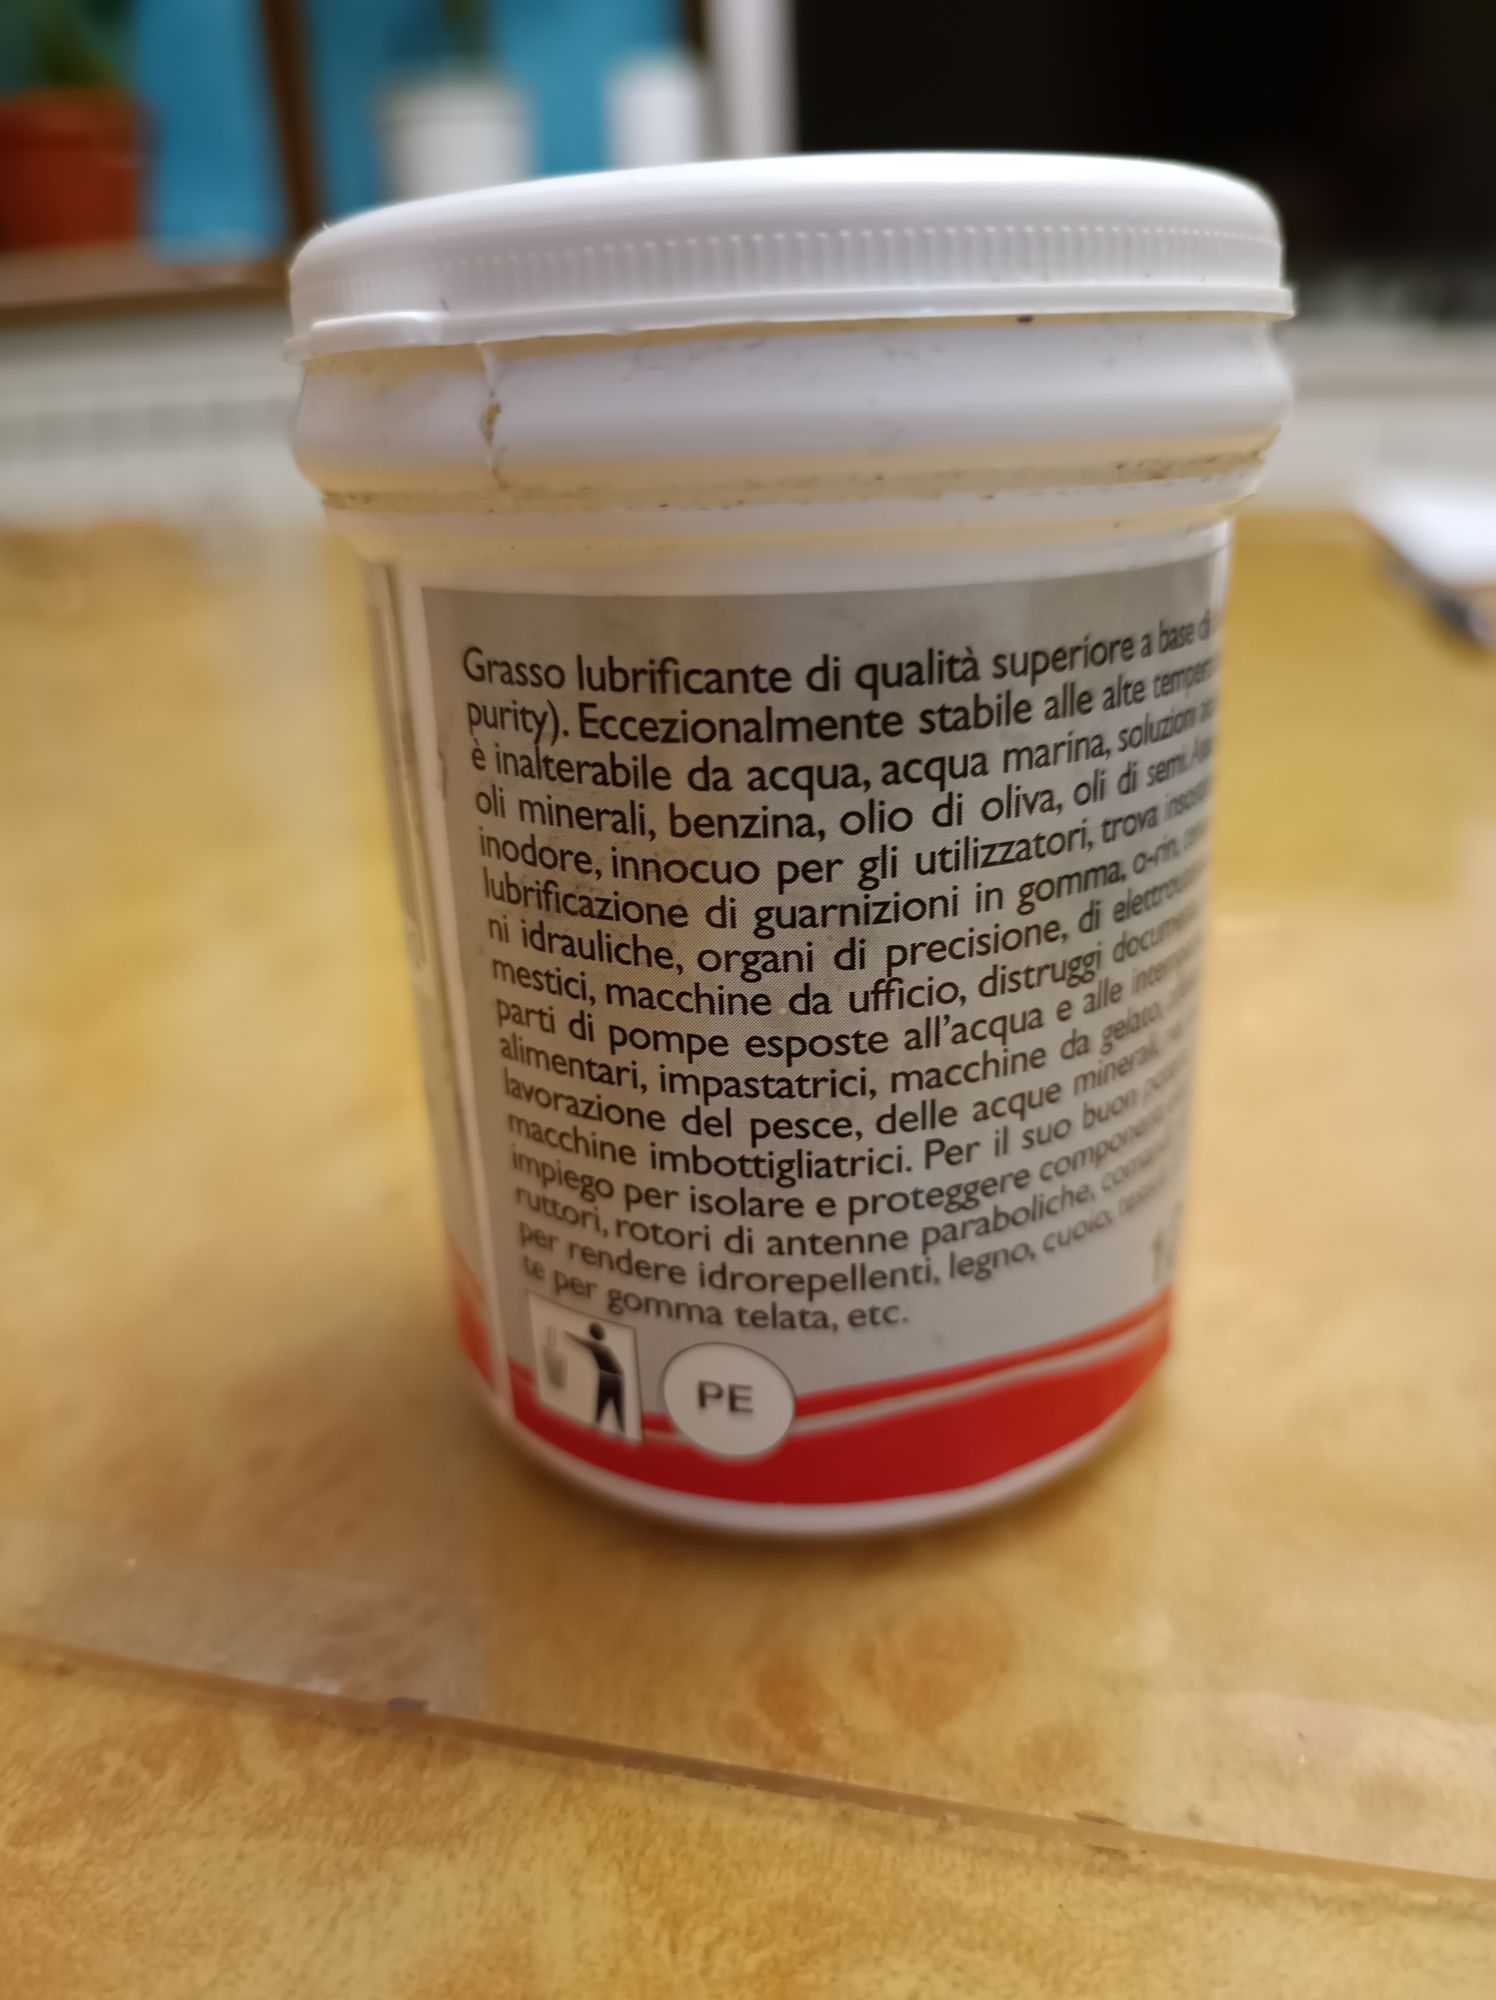 Grasso lubrificante di qualità superiore a base di
purity). Eccezionalmente stabile alle alte
è inalterabile da acqua, acqua marina, soluzioni
oli minerali, benzina, olio di oliva, oli di semi.
inodore, innocuo per gli utilizzatori, trova
lubrificazione di guarnizioni in gomma, o-rin,
ni idrauliche, organi di precisione, di
mestici, macchine da ufficio, distruggi
parti di pompe esposte all'acqua e alle
alimentari, impastatrici, macchine da gelato,
lavorazione del pesce, delle acque minerali,
macchine imbottigliatrici. Per il suo buon
impiego per isolare e proteggere
ruttori, rotori di antenne paraboliche,
per rendere idrorepellenti, legno, cuoio,
te per gomma telata, etc.
PE